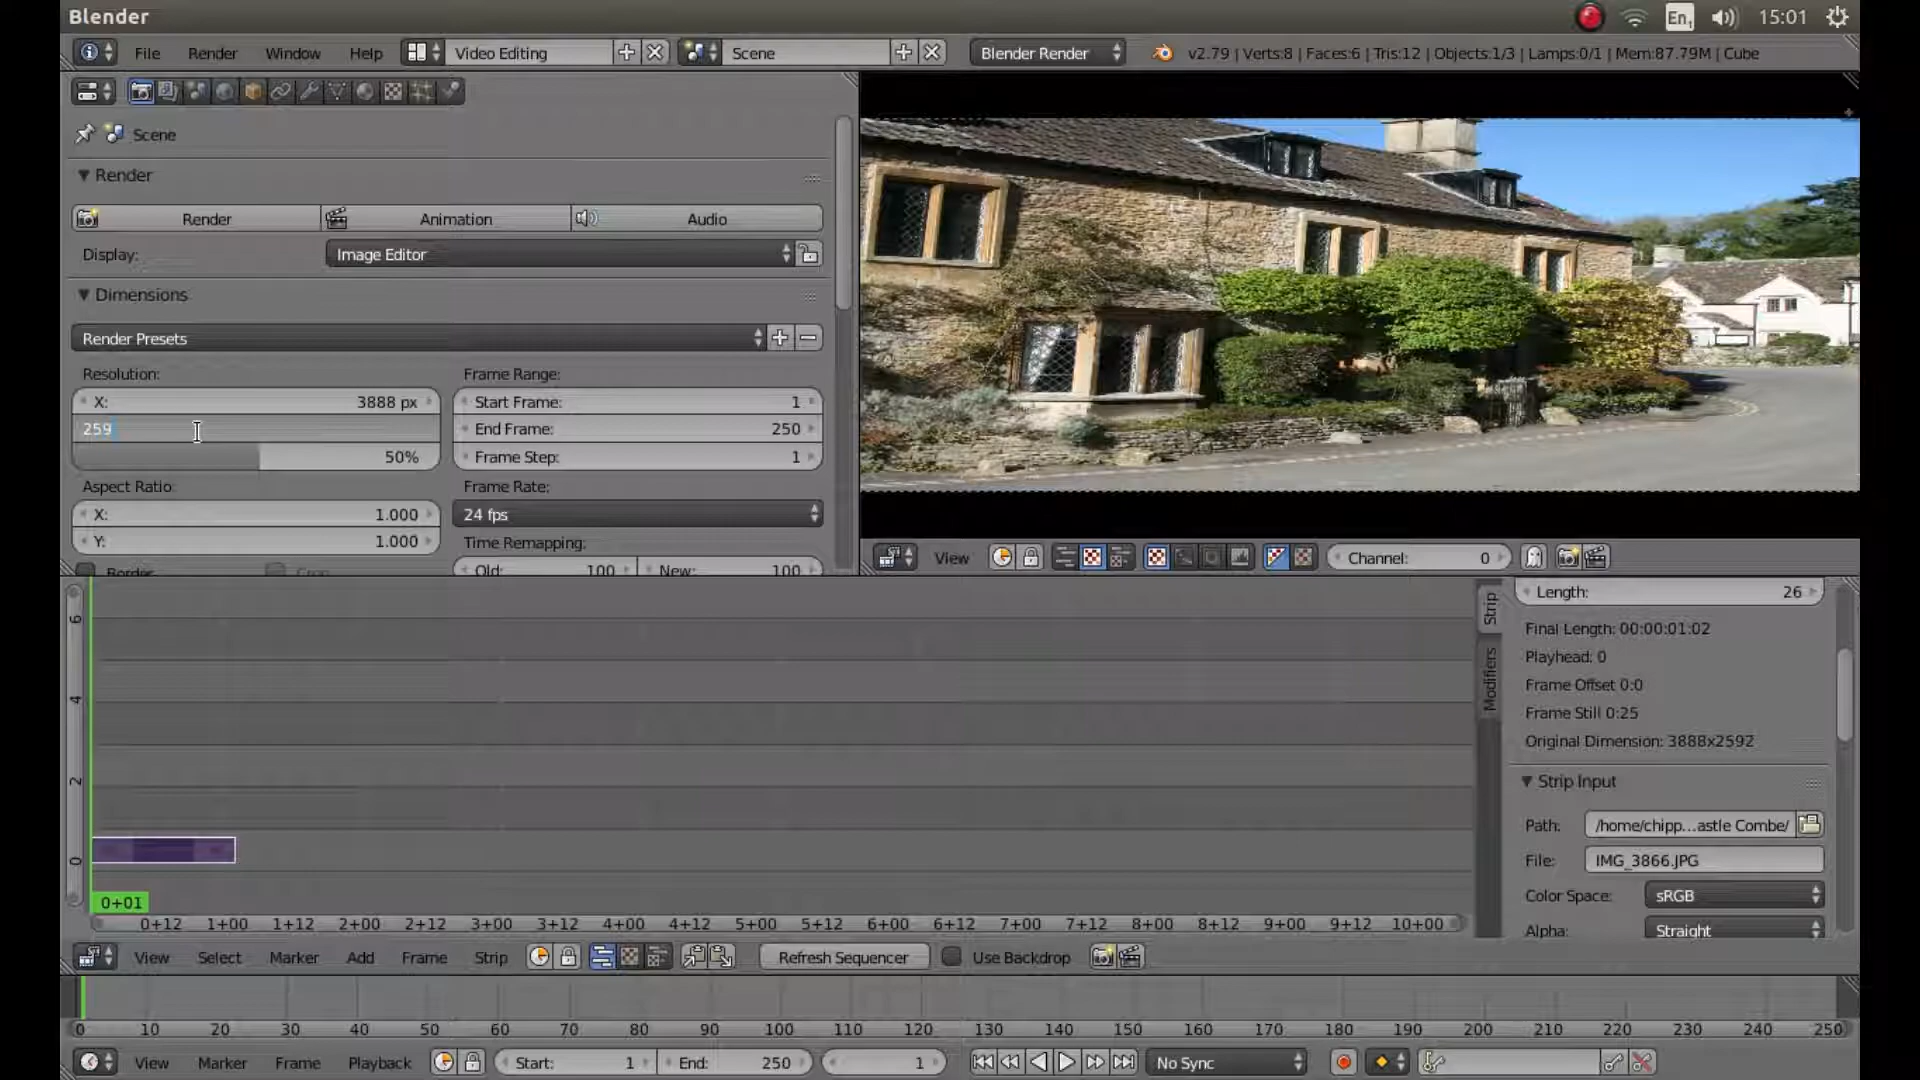 Blender
En1 15:01
File Render Window Help Video Editing Scene Blender Render v2.79 | Verts:8 | Faces:6 | Tris:12 | Objects:1/3 | Lamps:0/1 | Mem:87.79M | Cube
Scene
Render
Render Animation Audio
Display: Image Editor
Dimensions
Render Presets
Resolution: Frame Range:
X: 3888 px Start Frame: 1
259 End Frame: 250
50% Frame Step: 1
Aspect Ratio: Frame Rate:
X: 1.000 24 fps
Y: 1.000 Time Remapping:
Border Crop Old: 100 New: 100
View Channel: 0
6
4
2
0
Strip
Modifiers
Length: 26
Final Length: 00:00:01:02
Playhead: 0
Frame Offset 0:0
Frame Still 0:25
Original Dimension: 3888x2592
Strip Input
Path: /home/chipp...astle Combe/
File: IMG_3866.JPG
Color Space: sRGB
Alpha: Straight
0+01
0+12 1+00 1+12 2+00 2+12 3+00 3+12 4+00 4+12 5+00 5+12 6+00 6+12 7+00 7+12 8+00 8+12 9+00 9+12 10+00
View Select Marker Add Frame Strip Refresh Sequencer Use Backdrop
0 10 20 30 40 50 60 70 80 90 100 110 120 130 140 150 160 170 180 190 200 210 220 230 240 250
View Marker Frame Playback Start: 1 End: 250 1 No Sync